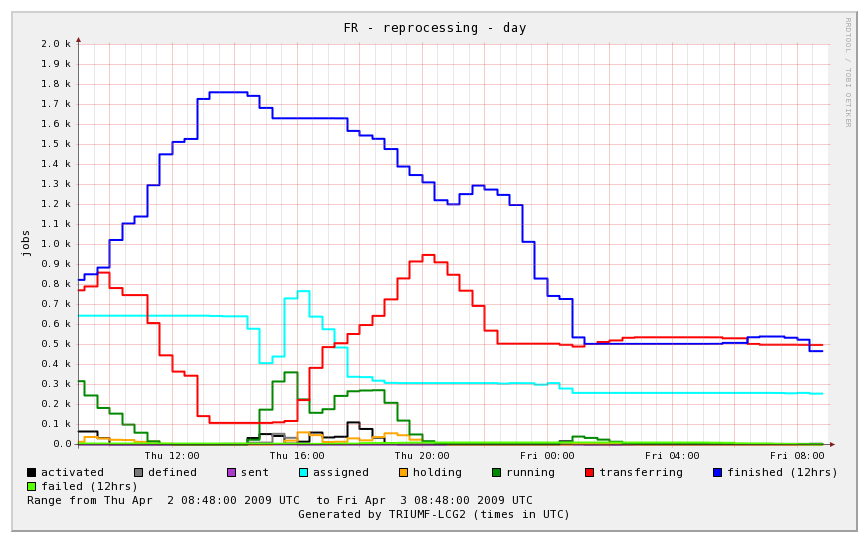 FR - reprocessing - day
RRDTOOL / TOBI OETIKER
2.0 k
1.9 k
1.8 k
1.7 k
1.6 k
1.5 k
1.4 k
1.3 k
1.2 k
1.1 k
1.0 k
0.9 k
0.8 k
0.7 k
0.6 k
0.5 k
0.4 k
0.3 k
0.2 k
0.1 k
0.0
jobs
Thu 12:00 Thu 16:00 Thu 20:00 Fri 00:00 Fri 04:00 Fri 08:00
activated defined sent assigned holding running transferring finished (12hrs)
failed (12hrs)
Range from Thu Apr 2 08:48:00 2009 UTC to Fri Apr 3 08:48:00 2009 UTC
Generated by TRIUMF-LCG2 (times in UTC)